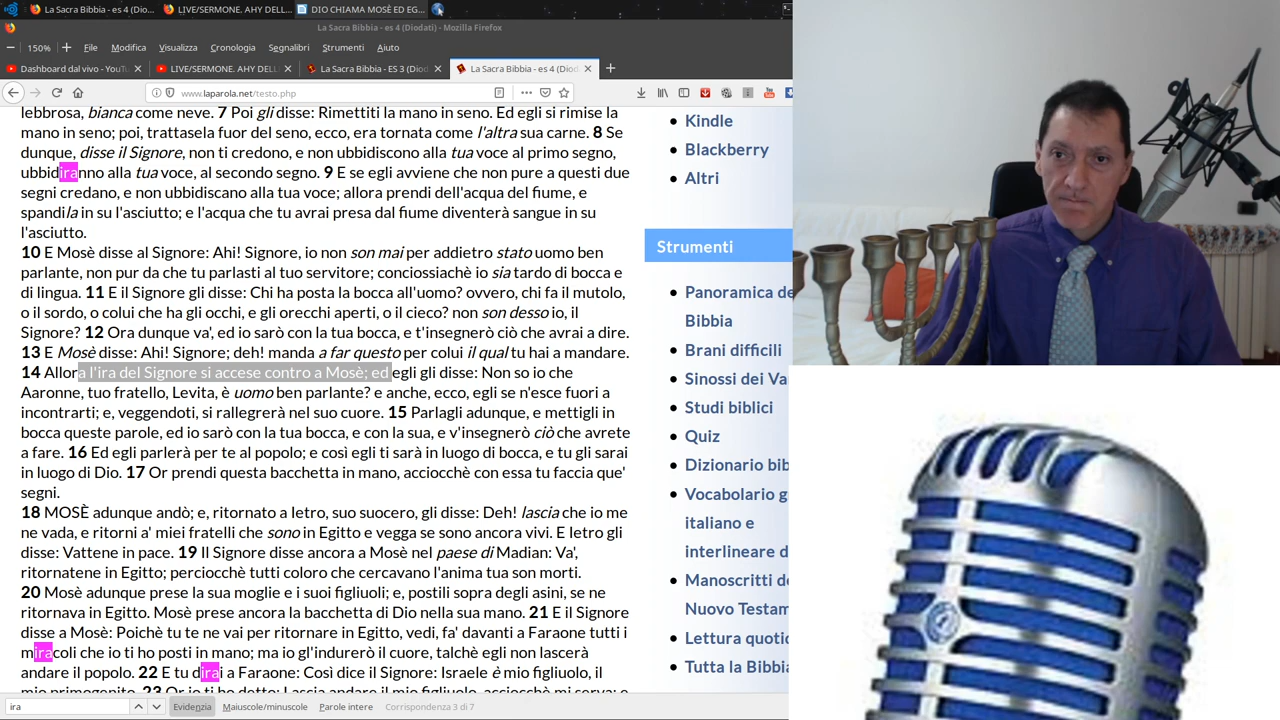 La Sacra Bibbia - es 4 (Dio...
LIVE/SERMONE. AHY DELL...
DIO CHIAMA MOSÈ ED EG...
La Sacra Bibbia - es 4 (Diodati) - Mozilla Firefox
150%
File Modifica Visualizza Cronologia Segnalibri Strumenti Aiuto
Dashboard dal vivo - YouTu
LIVE/SERMONE. AHY DELL
La Sacra Bibbia - ES 3 (Diod
La Sacra Bibbia - es 4 (Diod
www.laparola.net/testo.php
lebbrosa, bianca come neve. 7 Poi gli disse: Rimettiti la mano in seno. Ed egli si rimise la
mano in seno; poi, trattasela fuor del seno, ecco, era tornata come l'altra sua carne. 8 Se
dunque, disse il Signore, non ti credono, e non ubbidiscono alla tua voce al primo segno,
ubbidiranno alla tua voce, al secondo segno. 9 E se egli avviene che non pure a questi due
segni credano, e non ubbidiscano alla tua voce; allora prendi dell'acqua del fiume, e
spandila in su l'asciutto; e l'acqua che tu avrai presa dal fiume diventerà sangue in su
l'asciutto.
10 E Mosè disse al Signore: Ahi! Signore, io non son mai per addietro stato uomo ben
parlante, non pur da che tu parlasti al tuo servitore; conciossiachè io sia tardo di bocca e
di lingua. 11 E il Signore gli disse: Chi ha posta la bocca all'uomo? ovvero, chi fa il mutolo,
o il sordo, o colui che ha gli occhi, e gli orecchi aperti, o il cieco? non son desso io, il
Signore? 12 Ora dunque va', ed io sarò con la tua bocca, e t'insegnerò ciò che avrai a dire.
13 E Mosè disse: Ahi! Signore; deh! manda a far questo per colui il qual tu hai a mandare.
14 Allora l'ira del Signore si accese contro a Mosè; ed egli gli disse: Non so io che
Aaronne, tuo fratello, Levita, è uomo ben parlante? e anche, ecco, egli se n'esce fuori a
incontrarti; e, veggendoti, si rallegrerà nel suo cuore. 15 Parlagli adunque, e mettigli in
bocca queste parole, ed io sarò con la tua bocca, e con la sua, e v'insegnerò ciò che avrete
a fare. 16 Ed egli parlerà per te al popolo; e così egli ti sarà in luogo di bocca, e tu gli sarai
in luogo di Dio. 17 Or prendi questa bacchetta in mano, acciocchè con essa tu faccia que'
segni.
18 MOSÈ adunque andò; e, ritornato a Ietro, suo suocero, gli disse: Deh! lascia che io me
ne vada, e ritorni a' miei fratelli che sono in Egitto e vegga se sono ancora vivi. E Ietro gli
disse: Vattene in pace. 19 Il Signore disse ancora a Mosè nel paese di Madian: Va',
ritornatene in Egitto; perciocchè tutti coloro che cercavano l'anima tua son morti.
20 Mosè adunque prese la sua moglie e i suoi figliuoli; e, postili sopra degli asini, se ne
ritornava in Egitto. Mosè prese ancora la bacchetta di Dio nella sua mano. 21 E il Signore
disse a Mosè: Poichè tu te ne vai per ritornare in Egitto, vedi, fa' davanti a Faraone tutti i
miracoli che io ti ho posti in mano; ma io gl'indurerò il cuore, talchè egli non lascerà
andare il popolo. 22 E tu dirai a Faraone: Così dice il Signore: Israele è mio figliuolo, il
mio primogenito. 23 Or io ti ho detto: Lascia andare il mio figliuolo, acciocchè mi serva; e
Kindle
Blackberry
Altri
Strumenti
Panoramica de
Bibbia
Brani difficili
Sinossi dei Va
Studi biblici
Quiz
Dizionario bib
Vocabolario g
italiano e
interlineare d
Manoscritti de
Nuovo Testam
Lettura quotid
Tutta la Bibbia
ira
Evidenzia Maiuscole/minuscole Parole intere Corrispondenza 3 di 7